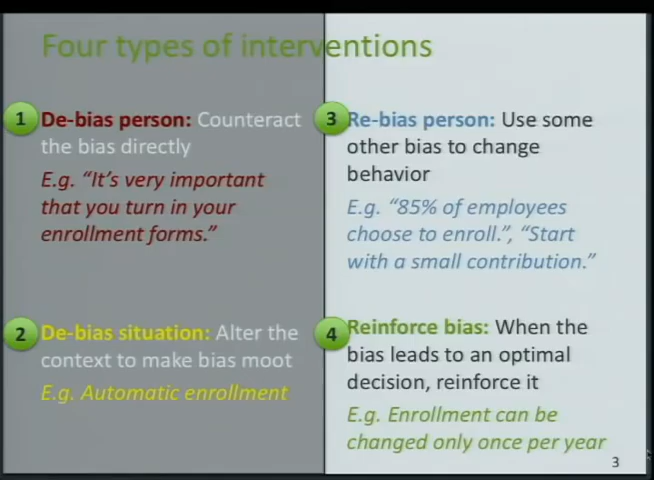 Four types of interventions
1 De-bias person: Counteract
the bias directly
E.g. “It’s very important
that you turn in your
enrollment forms.”
2 De-bias situation: Alter the
context to make bias moot
E.g. Automatic enrollment
3 Re-bias person: Use some
other bias to change
behavior
E.g. “85% of employees
choose to enroll.”, “Start
with a small contribution.”
4 Reinforce bias: When the
bias leads to an optimal
decision, reinforce it
E.g. Enrollment can be
changed only once per year
3